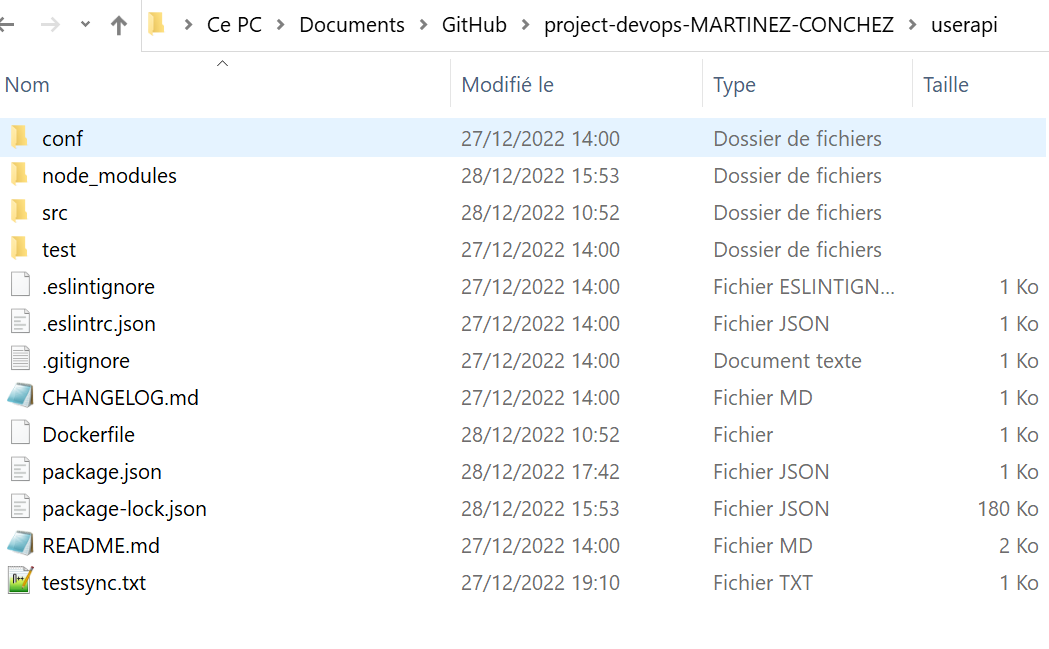 Ce PC > Documents > GitHub > project-devops-MARTINEZ-CONCHEZ > userapi
Nom Modifié le Type Taille
conf 27/12/2022 14:00 Dossier de fichiers
node_modules 28/12/2022 15:53 Dossier de fichiers
src 28/12/2022 10:52 Dossier de fichiers
test 27/12/2022 14:00 Dossier de fichiers
.eslintignore 27/12/2022 14:00 Fichier ESLINTIGN... 1 Ko
.eslintrc.json 27/12/2022 14:00 Fichier JSON 1 Ko
.gitignore 27/12/2022 14:00 Document texte 1 Ko
CHANGELOG.md 27/12/2022 14:00 Fichier MD 1 Ko
Dockerfile 28/12/2022 10:52 Fichier 1 Ko
package.json 28/12/2022 17:42 Fichier JSON 1 Ko
package-lock.json 28/12/2022 15:53 Fichier JSON 180 Ko
README.md 27/12/2022 14:00 Fichier MD 2 Ko
testsync.txt 27/12/2022 19:10 Fichier TXT 1 Ko